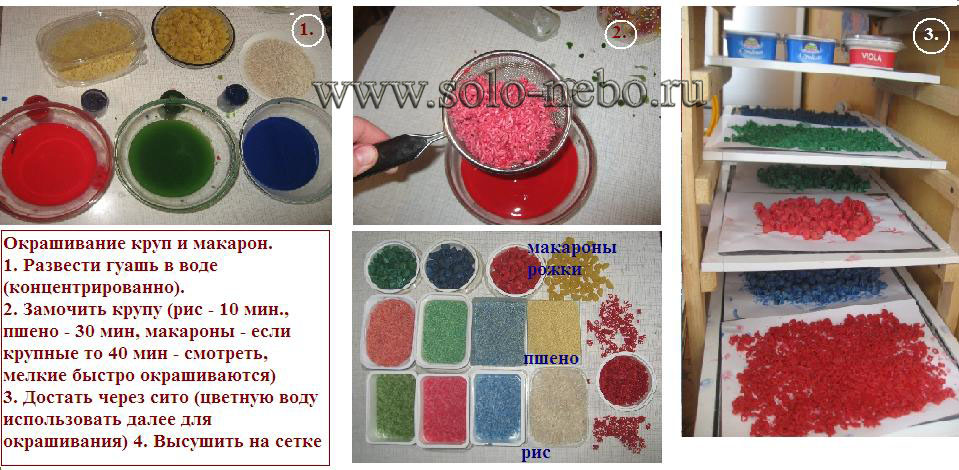 1.
2.
3.
www.solo-nebo.ru
VIOLA
Окрашивание круп и макарон.
1. Развести гуашь в воде
(концентрированно).
2. Замочить крупу (рис - 10 мин.,
пшено - 30 мин, макароны - если
крупные то 40 мин - смотреть,
мелкие быстро окрашиваются)
3. Достать через сито (цветную воду
использовать далее для
окрашивания) 4. Высушить на сетке
макароны
рожки
пшено
рис